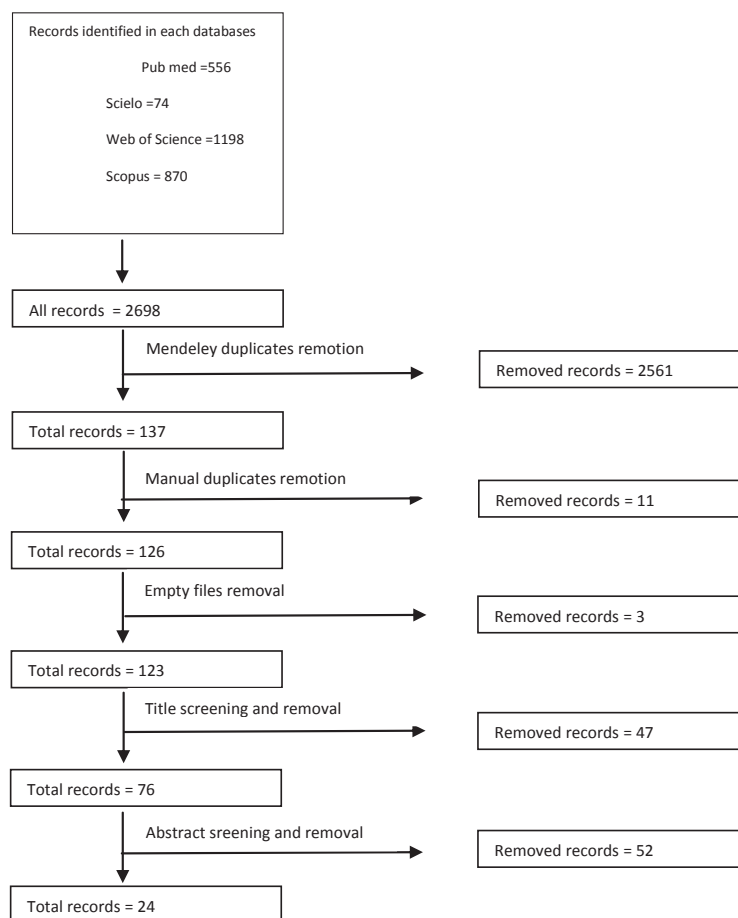 Records identified in each databases
Pub med =556
Scielo =74
Web of Science =1198
Scopus = 870
All records  = 2698
Mendeley duplicates remotion
Removed records = 2561
Total records = 137
Manual duplicates remotion
Removed records = 11
Total records = 126
Empty files removal
Removed records = 3
Total records = 123
Title screening and removal
Removed records = 47
Total records = 76
Abstract sreening and removal
Removed records = 52
Total records = 24